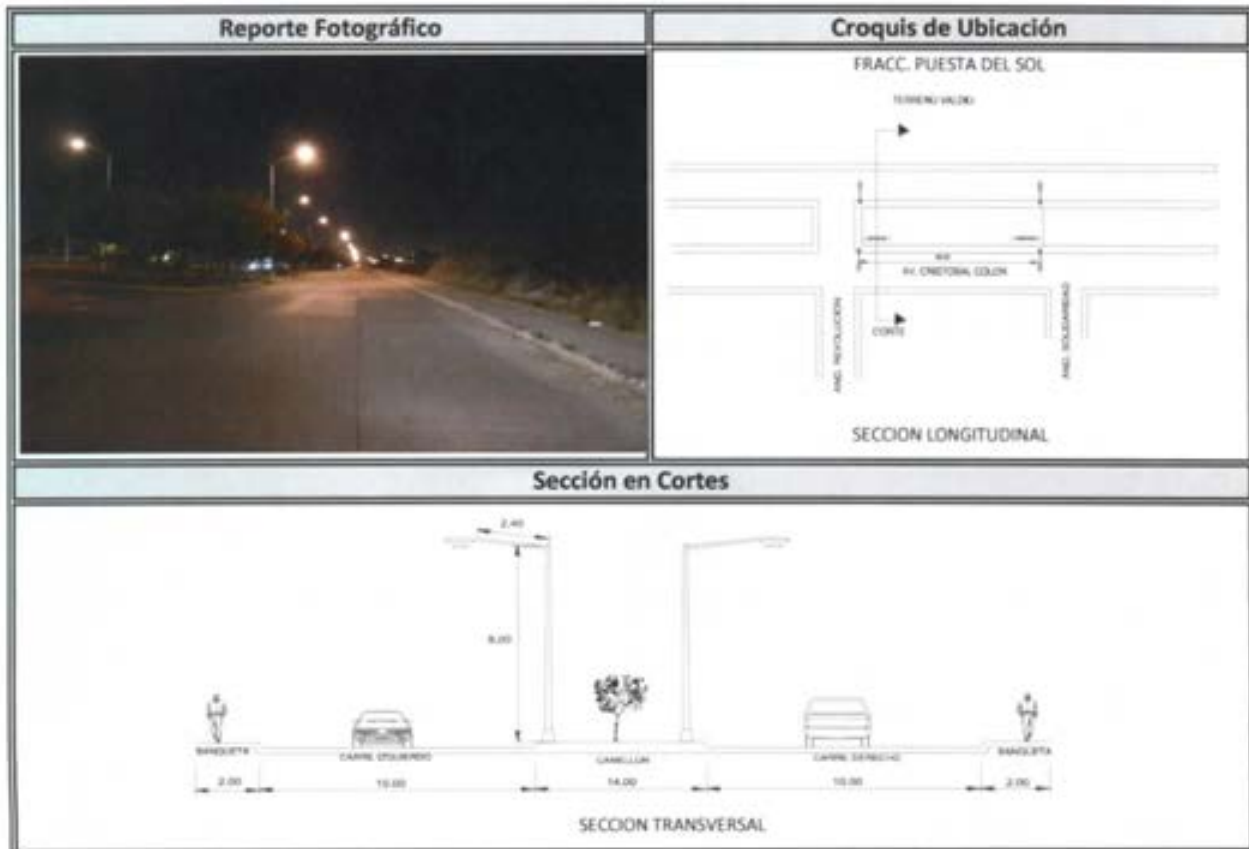 Reporte Fotográfico
Croquis de Ubicación
FRACC. PUESTA DEL SOL
TERRENO VALDIO
AV. CRISTOBAL COLON
CORTE
AND. REVOLUCION
AND. SOLIDARIDAD
SECCION LONGITUDINAL
Sección en Cortes
2.40
BANQUETA
CARRIL IZQUIERDO
CAMELLON
CARRIL DERECHO
BANQUETA
2.00
10.00
14.00
10.00
2.00
SECCION TRANSVERSAL